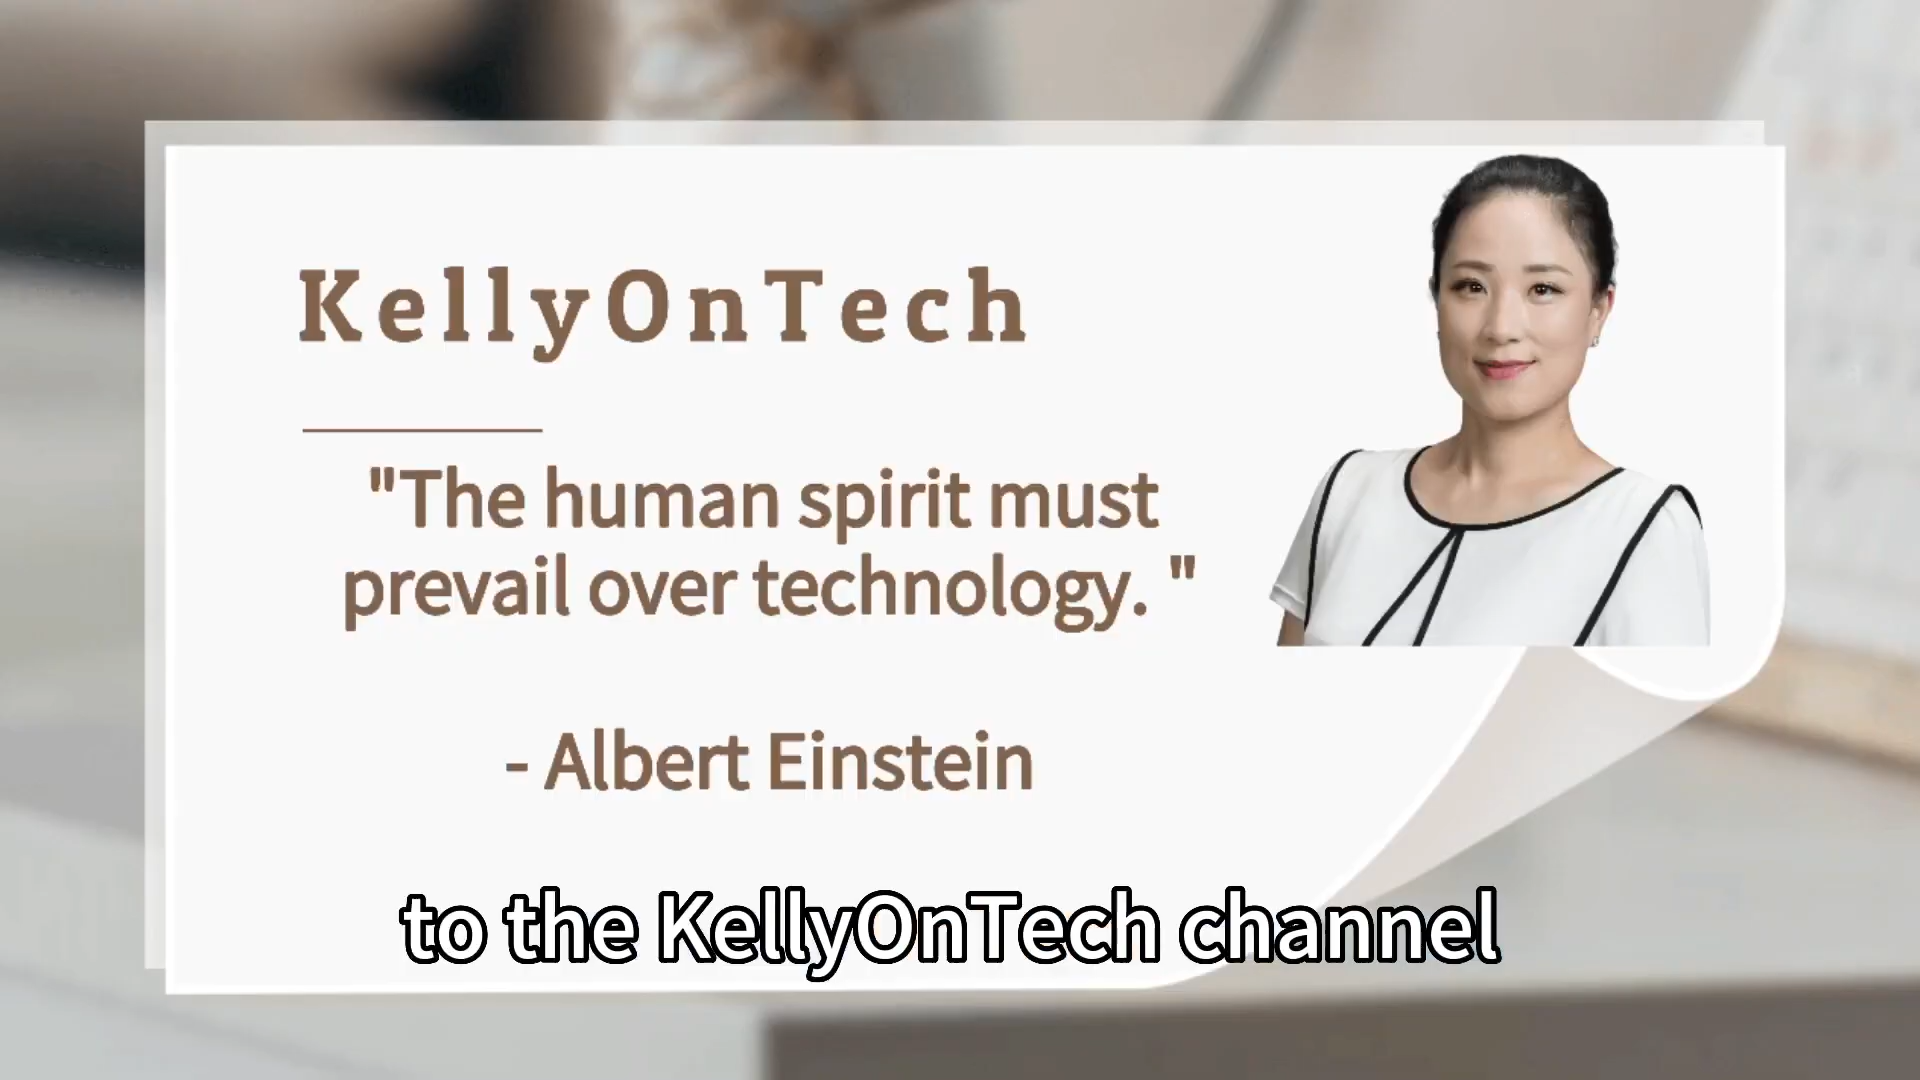 KellyOnTech
"The human spirit must
prevail over technology. "
- Albert Einstein
to the KellyOnTech channel